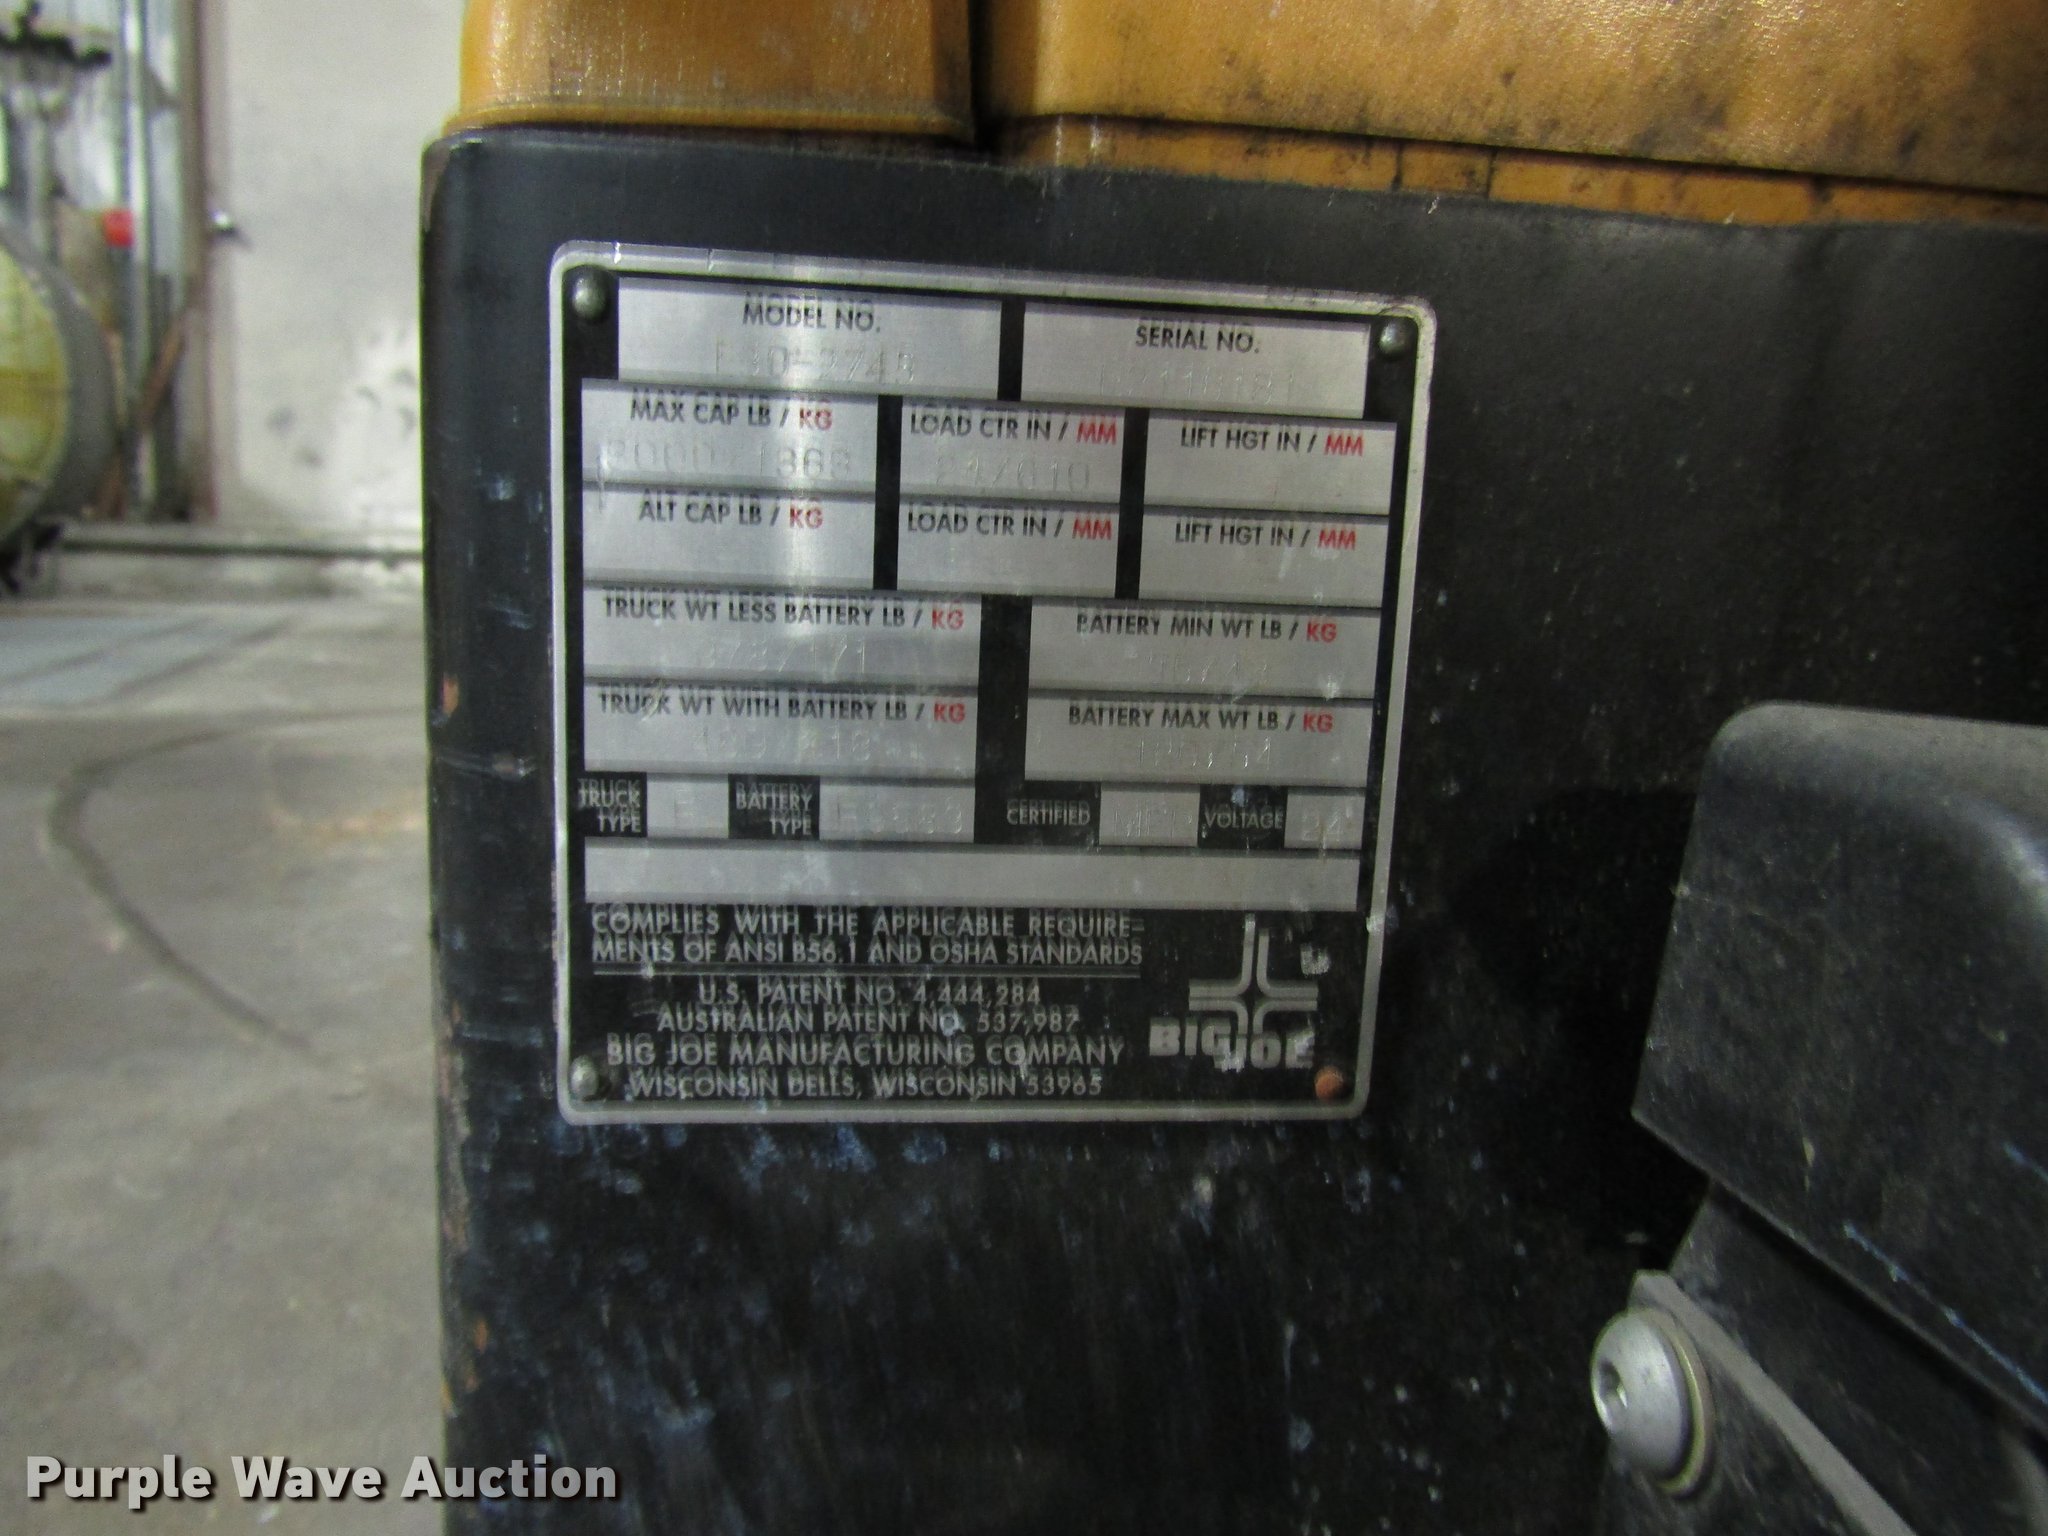 MODEL NO. SERIAL NO.
MAX CAP LB / KG LOAD CTR IN / MM LIFT HGT IN / MM
24/610
ALT CAP LB / KG LOAD CTR IN / MM LIFT HGT IN / MM
TRUCK WT LESS BATTERY LB / KG BATTERY MIN WT LB / KG
TRUCK WT WITH BATTERY LB / KG BATTERY MAX WT LB / KG
TRUCK TYPE E BATTERY TYPE CERTIFIED VOLTAGE 24
COMPLIES WITH THE APPLICABLE REQUIRE-
MENTS OF ANSI B56.1 AND OSHA STANDARDS
U.S. PATENT NO. 4,444,284
AUSTRALIAN PATENT NO. 537,987
BIG JOE MANUFACTURING COMPANY
WISCONSIN DELLS, WISCONSIN 53965
BIG JOE
Purple Wave Auction